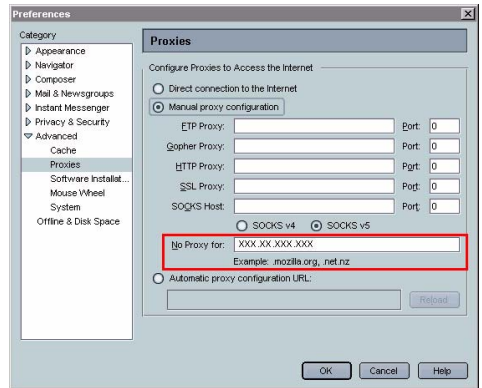 Preferences
Category
Appearance
Navigator
Composer
Mail & Newsgroups
Instant Messenger
Privacy & Security
Advanced
Cache
Proxies
Software Installat...
Mouse Wheel
System
Offline & Disk Space
Proxies
Configure Proxies to Access the Internet
Direct connection to the Internet
Manual proxy configuration
FTP Proxy: Port: 0
Gopher Proxy: Port: 0
HTTP Proxy: Port: 0
SSL Proxy: Port: 0
SOCKS Host: Port: 0
SOCKS v4 SOCKS v5
No Proxy for: XXX.XX.XXX.XXX
Example: .mozilla.org, .net.nz
Automatic proxy configuration URL:
Reload
OK Cancel Help